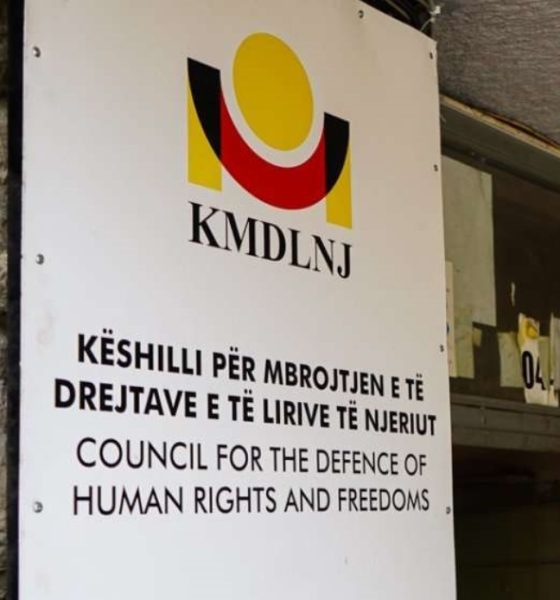 KMDLNJ
KËSHILLI PËR MBROJTJEN E TË
DREJTAVE E TË LIRIVE TË NJERIUT
COUNCIL FOR THE DEFENCE OF
HUMAN RIGHTS AND FREEDOMS
04